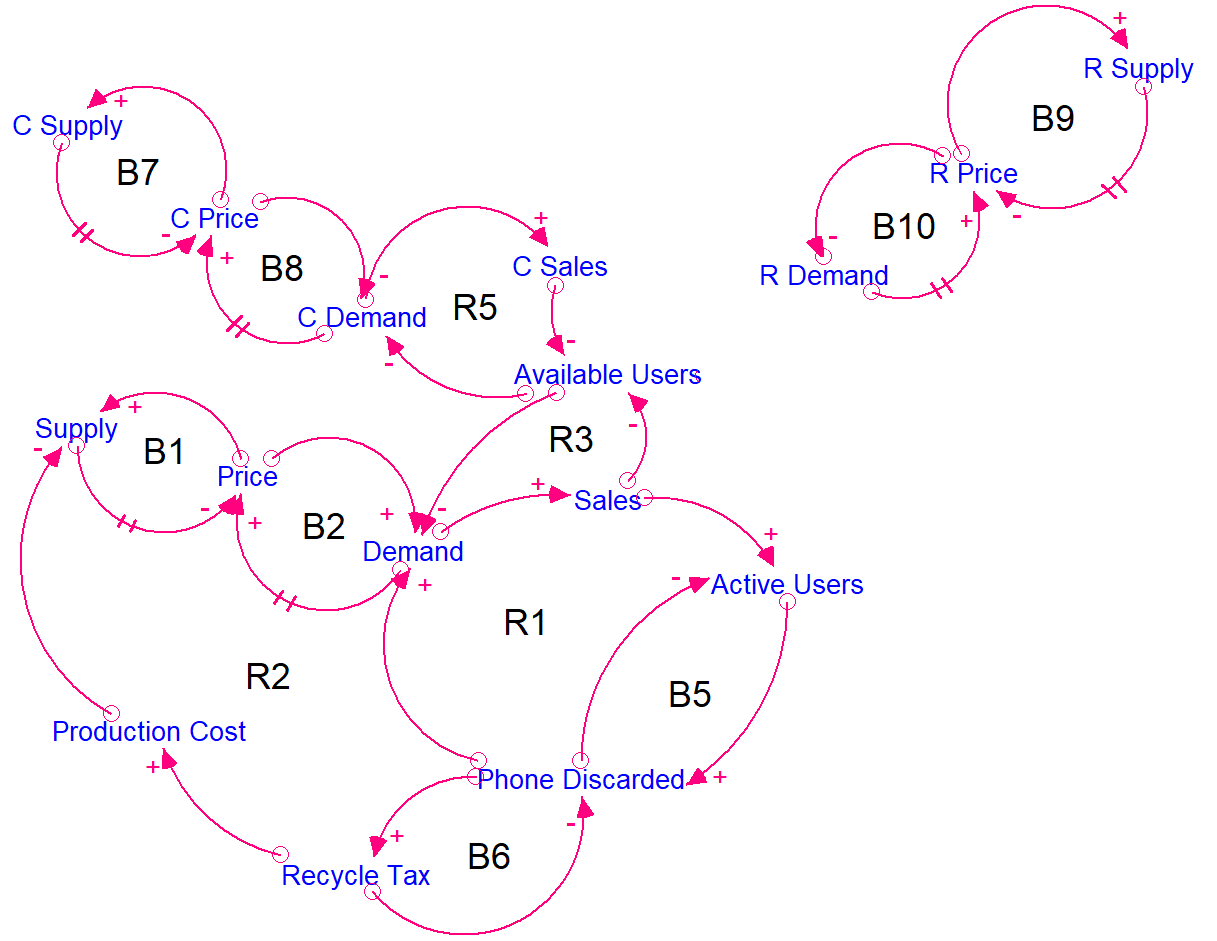 +
R Supply
+
C Supply
B9
B7
R Price
-
+
C Price
-
+
B10
-
+
B8
-
C Sales
R Demand
-
R5
C Demand
-
-
Available Users
+
Supply
-
B1
Price
R3
-
Sales
+
-
+
-
+
B2
Demand
+
+
-
Active Users
R1
R2
B5
Production Cost
+
Phone Discarded
+
-
+
B6
Recycle Tax